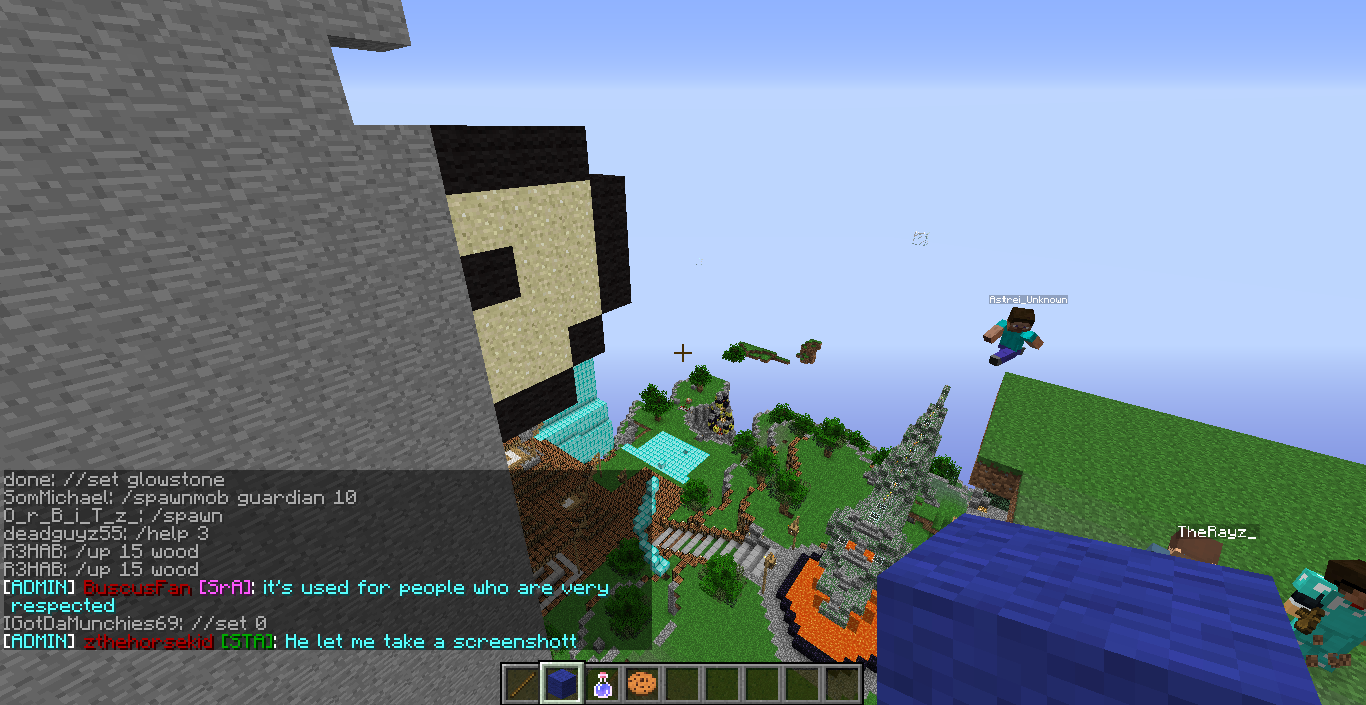 Astrei_Unknown
TheRayz_
done: //set glowstone
SomMichael: /spawnmob guardian 10
O_r_B_i_T_z_: /spawn
deadguyz55: /help 3
R3HAB: /up 15 wood
R3HAB: /up 15 wood
[ADMIN] BuscusFan [SrA]: it's used for people who are very
respected
IGotDaMunchies69: //set 0
[ADMIN] zthehorsekid [STA]: He let me take a screenshott